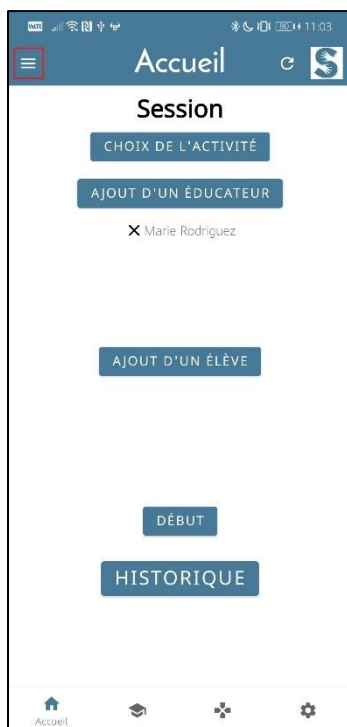 11:03
Accueil
Session
CHOIX DE L'ACTIVITÉ
AJOUT D'UN ÉDUCATEUR
Marie Rodriguez
AJOUT D'UN ÉLÈVE
DÉBUT
HISTORIQUE
Accueil